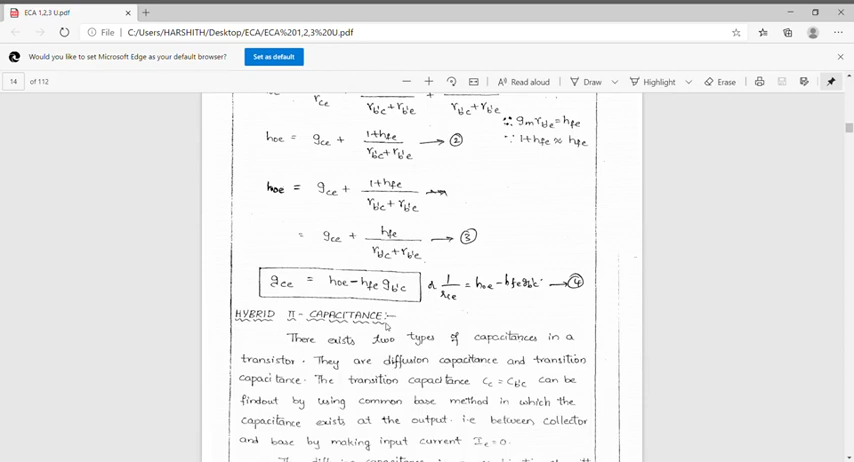 ECA 1,2,3 U.pdf
File C:/Users/HARSHITH/Desktop/ECA/ECA%201,2,3%20U.pdf
Would you like to set Microsoft Edge as your default browser? Set as default
14 of 112 Read aloud Draw Highlight Erase
rce rb'c + rb'e + rb'c + rb'e
∵ gm rb'e = hfe
hoe = gce + (1+hfe)/(rb'c + rb'e) → ② ∵ 1+hfe ≈ hfe
hoe = gce + (1+hfe)/(rb'c + rb'e) →
= gce + hfe/(rb'c + rb'e) → ③
gce = hoe - hfe gb'c or 1/rce = hoe - hfe gb'c → ④
HYBRID π - CAPACITANCE:-
There exists two types of capacitances in a
transistor. They are diffusion capacitance and transition
capacitance. The transition capacitance Cc = Cb'c can be
findout by using common base method in which the
capacitance exists at the output. i.e between collector
and base by making input current Ie = 0.